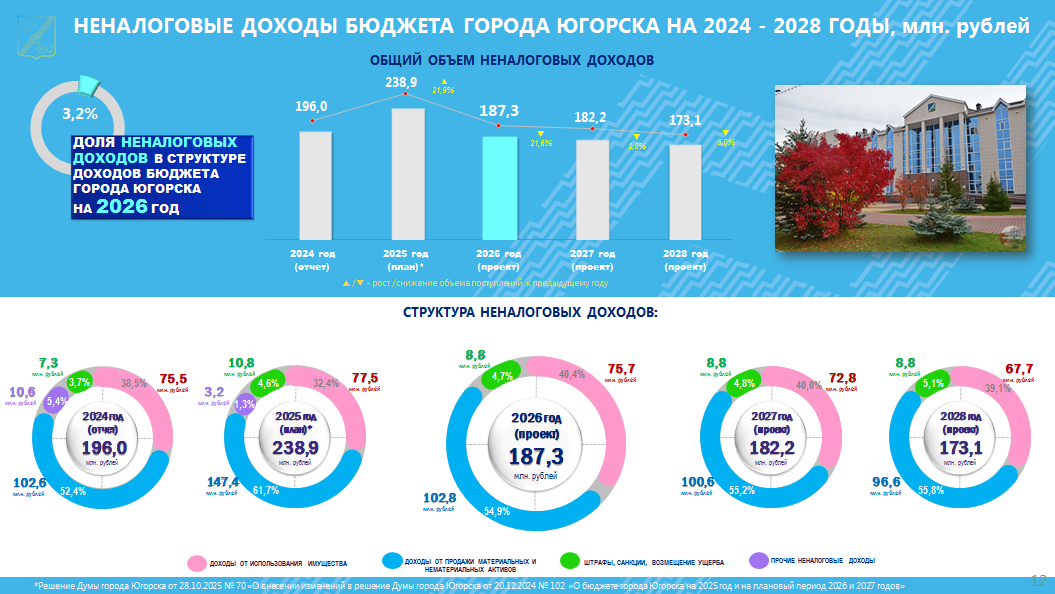 НЕНАЛОГОВЫЕ ДОХОДЫ БЮДЖЕТА ГОРОДА ЮГОРСКА НА 2024 - 2028 ГОДЫ, млн. рублей
ОБЩИЙ ОБЪЕМ НЕНАЛОГОВЫХ ДОХОДОВ
3,2%
ДОЛЯ НЕНАЛОГОВЫХ
ДОХОДОВ В СТРУКТУРЕ
ДОХОДОВ БЮДЖЕТА
ГОРОДА ЮГОРСКА
НА 2026 ГОД
196,0
238,9
▲
21,9%
187,3
▼
21,6%
182,2
▼
2,8%
173,1
▼
5,0%
2024 год
(отчет)
2025 год
(план)*
2026 год
(проект)
2027 год
(проект)
2028 год
(проект)
▲/▼ - рост /снижение объема поступлений к предыдущему году
СТРУКТУРА НЕНАЛОГОВЫХ ДОХОДОВ:
7,3
млн. рублей
3,7%
10,6
млн. рублей
5,4%
38,5%
75,5
млн. рублей
2024 год
(отчет)
196,0
млн. рублей
102,6
млн. рублей
52,4%
10,8
млн. рублей
4,6%
3,2
млн. рублей
1,3%
32,4%
77,5
млн. рублей
2025 год
(план)*
238,9
млн. рублей
147,4
млн. рублей
61,7%
8,8
млн. рублей
4,7%
40,4%
75,7
млн. рублей
2026 год
(проект)
187,3
млн. рублей
102,8
млн. рублей
54,9%
8,8
млн. рублей
4,8%
40,0%
72,8
млн. рублей
2027 год
(проект)
182,2
млн. рублей
100,6
млн. рублей
55,2%
8,8
млн. рублей
5,1%
39,1%
67,7
млн. рублей
2028 год
(проект)
173,1
млн. рублей
96,6
млн. рублей
55,8%
ДОХОДЫ ОТ ИСПОЛЬЗОВАНИЯ ИМУЩЕСТВА
ДОХОДЫ ОТ ПРОДАЖИ МАТЕРИАЛЬНЫХ И
НЕМАТЕРИАЛЬНЫХ АКТИВОВ
ШТРАФЫ, САНКЦИИ, ВОЗМЕЩЕНИЕ УЩЕРБА
ПРОЧИЕ НЕНАЛОГОВЫЕ ДОХОДЫ
*Решение Думы города Югорска от 28.10.2025 № 70 «О внесении изменений в решение Думы города Югорска от 20.12.2024 № 102 «О бюджете города Югорска на 2025 год и на плановый период 2026 и 2027 годов»
12